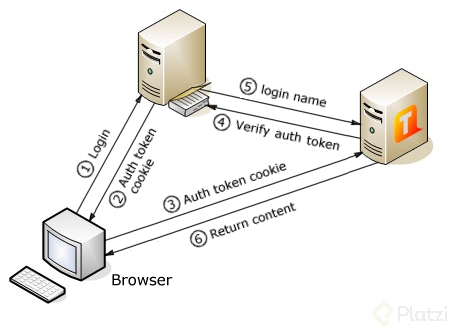 ⑤ login name
④ Verify auth token
① Login
② Auth token
cookie
③ Auth token cookie
⑥ Return content
Browser
Platzi